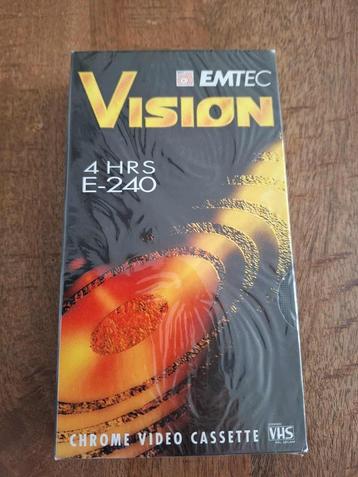 EMTEC
VISION
4 HRS
E-240
CHROME VIDEO CASSETTE
VHS